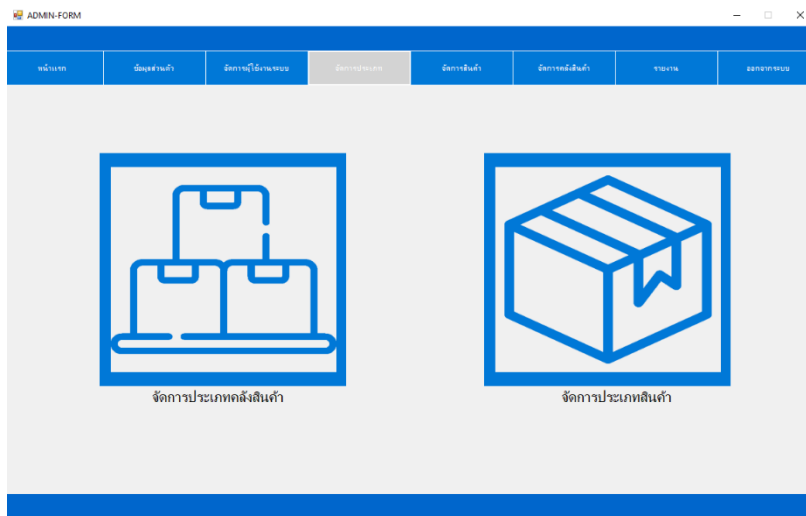 ADMIN-FORM
หน้าแรก ข้อมูลส่วนตัว จัดการผู้ใช้งานระบบ จัดการประเภท จัดการสินค้า จัดการคลังสินค้า รายงาน ออกจากระบบ
จัดการประเภทคลังสินค้า จัดการประเภทสินค้า